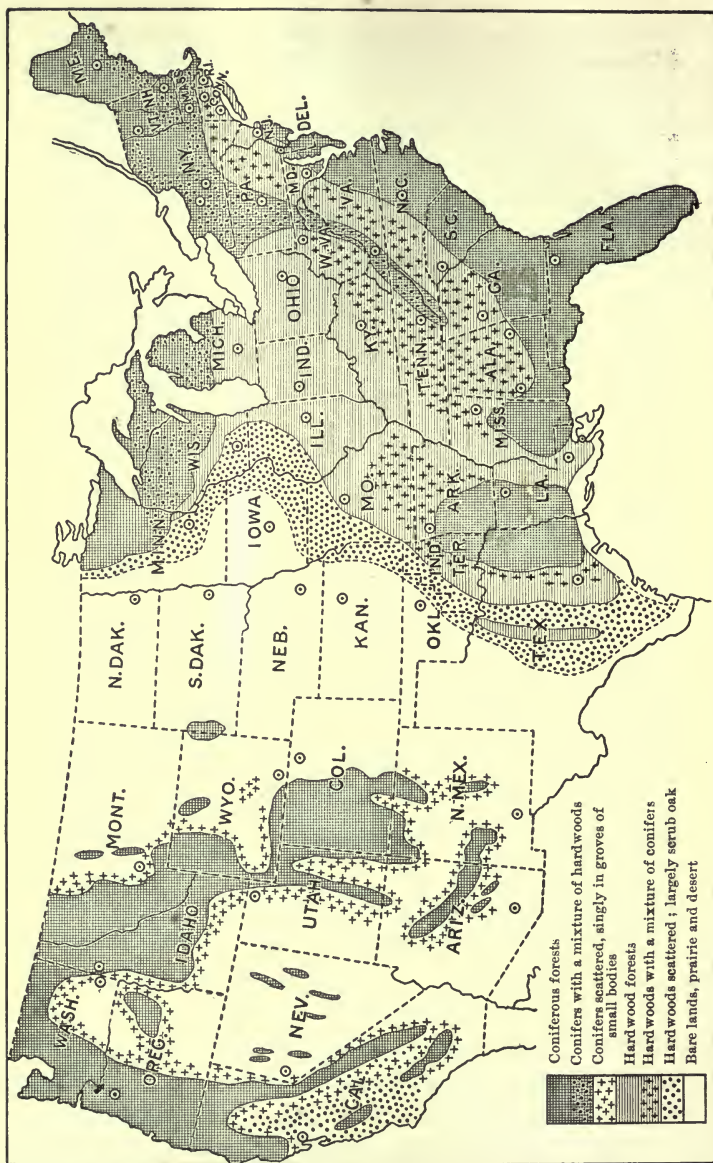 WASH.
OREG.
CAL.
NEV.
IDAHO
MONT.
WYO.
UTAH
COL.
ARIZ.
N.MEX.
N.DAK.
S.DAK.
NEB.
KAN.
OKL.
IND.
TER.
TEX.
MINN.
IOWA
MO.
ARK.
LA.
WIS.
ILL.
MICH.
IND.
OHIO
KY.
TENN.
MISS.
ALA.
GA.
FLA.
S.C.
N.C.
VA.
W.VA.
MD.
DEL.
N.J.
PA.
N.Y.
CONN.
R.I.
MASS.
VT.
N.H.
ME.
Coniferous forests
Conifers with a mixture of hardwoods
Conifers scattered, singly in groves of
small bodies
Hardwood forests
Hardwoods with a mixture of conifers
Hardwoods scattered ; largely scrub oak
Bare lands, prairie and desert